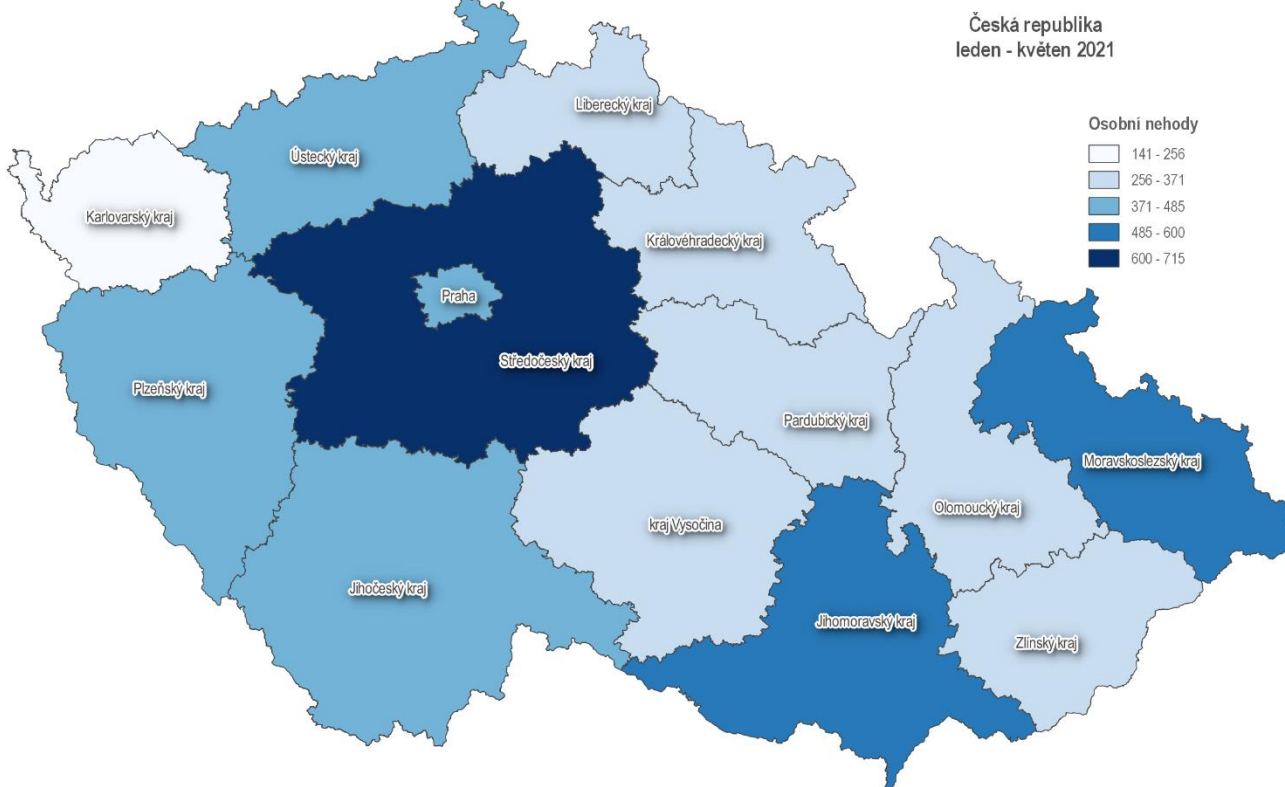 Česká republika
leden - květen 2021
Osobní nehody
141 - 256
256 - 371
371 - 485
485 - 600
600 - 715
Liberecký kraj
Ústecký kraj
Karlovarský kraj
Královéhradecký kraj
Praha
Středočeský kraj
Plzeňský kraj
Pardubický kraj
Moravskoslezský kraj
Olomoucký kraj
kraj Vysočina
Jihočeský kraj
Jihomoravský kraj
Zlínský kraj